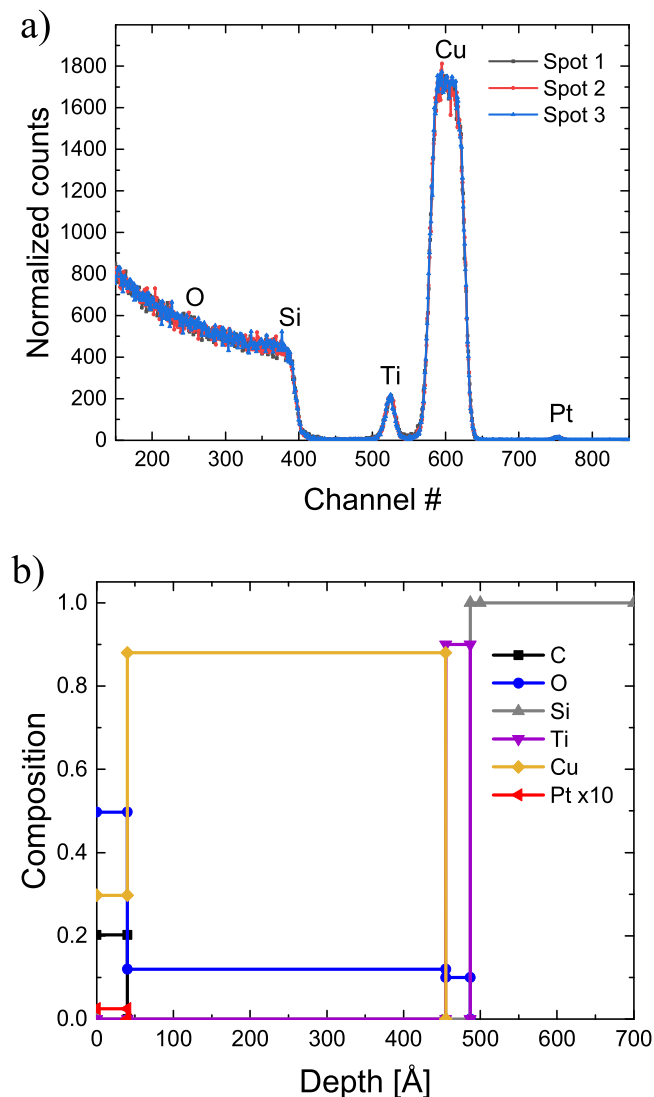 a)
Cu
Spot 1
Spot 2
Spot 3
O
Si
Ti
Pt
Normalized counts
1800
1600
1400
1200
1000
800
600
400
200
0
200 300 400 500 600 700 800
Channel #
b)
C
O
Si
Ti
Cu
Pt x10
Composition
1.0
0.8
0.6
0.4
0.2
0.0
0 100 200 300 400 500 600 700
Depth [Å]